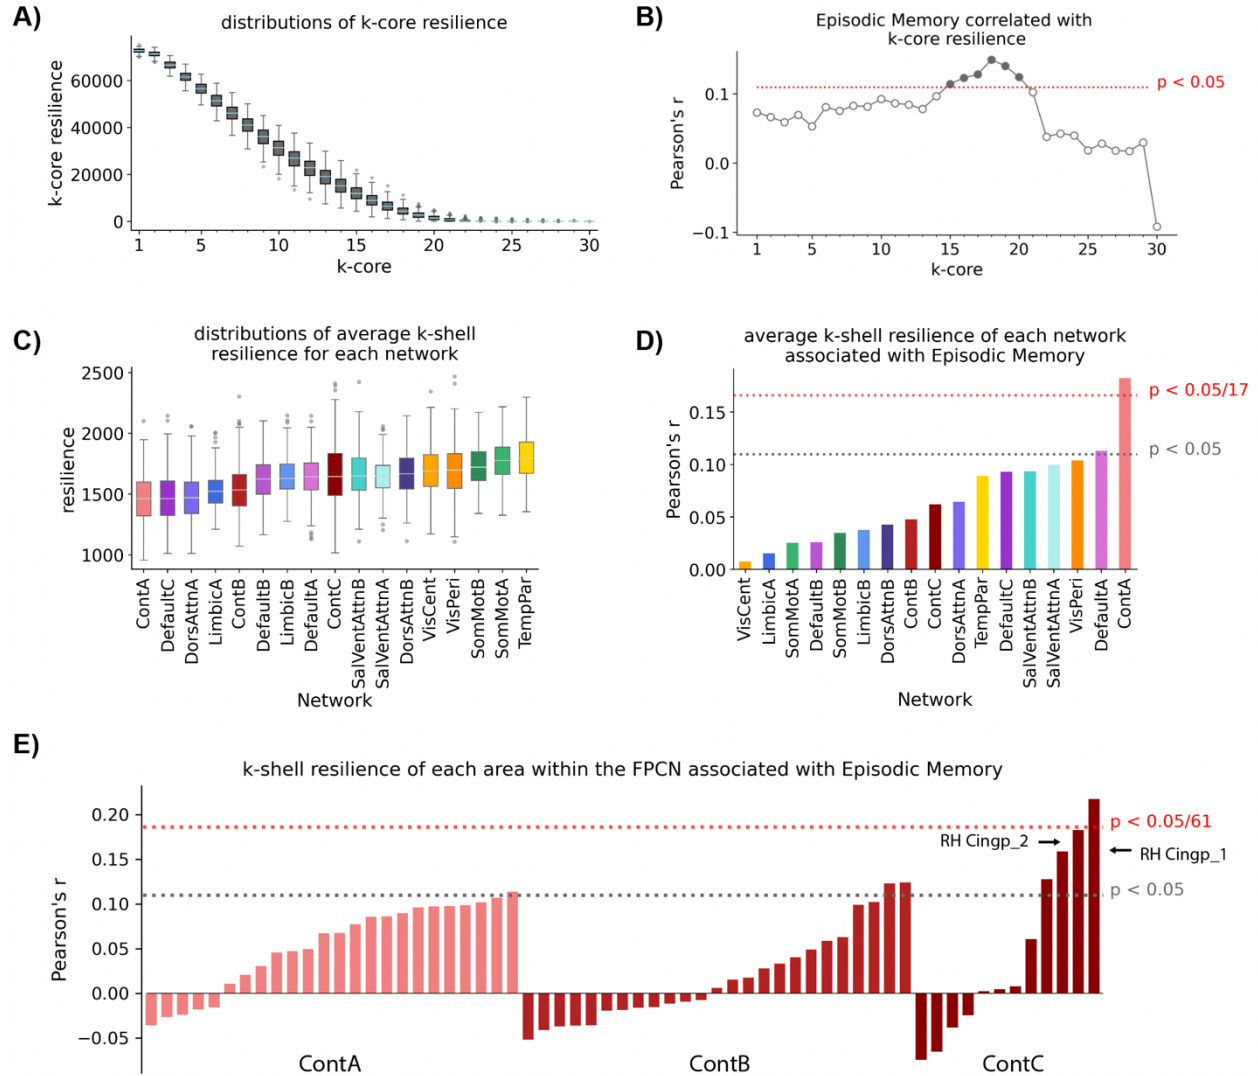 A)
distributions of k-core resilience
k-core resilience
60000
40000
20000
0
1 5 10 15 20 25 30
k-core
B)
Episodic Memory correlated with
k-core resilience
Pearson's r
0.1
0.0
−0.1
p < 0.05
1 5 10 15 20 25 30
k-core
C)
distributions of average k-shell
resilience for each network
resilience
2500
2000
1500
1000
ContA DefaultC DorsAttnA LimbicA ContB DefaultB LimbicB DefaultA ContC SalVentAttnB SalVentAttnA DorsAttnB VisCent VisPeri SomMotB SomMotA TempPar
Network
D)
average k-shell resilience of each network
associated with Episodic Memory
Pearson's r
0.15
0.10
0.05
0.00
p < 0.05/17
p < 0.05
VisCent LimbicA SomMotA DefaultB SomMotB LimbicB DorsAttnB ContB ContC DorsAttnA TempPar DefaultC SalVentAttnB SalVentAttnA VisPeri DefaultA ContA
Network
E)
k-shell resilience of each area within the FPCN associated with Episodic Memory
Pearson's r
0.20
0.15
0.10
0.05
0.00
−0.05
p < 0.05/61
RH Cingp_2
RH Cingp_1
p < 0.05
ContA
ContB
ContC